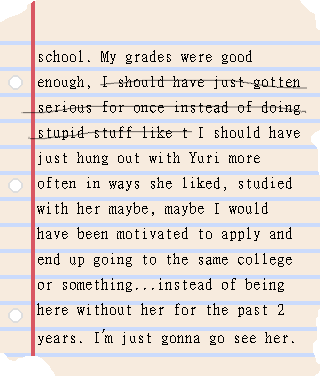 school. My grades were good
enough, I should have just gotten
serious for once instead of doing
stupid stuff like t I should have
just hung out with Yuri more
often in ways she liked, studied
with her maybe, maybe I would
have been motivated to apply and
end up going to the same college
or something...instead of being
here without her for the past 2
years. I'm just gonna go see her.